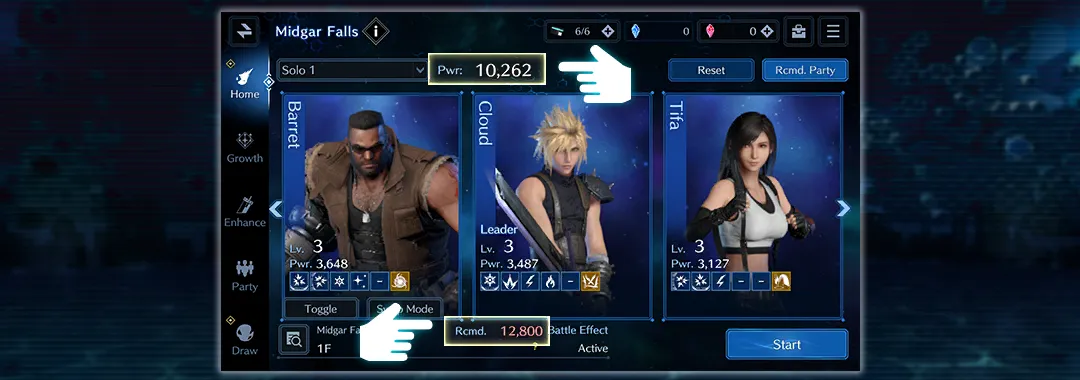 Midgar Falls
6/6
0
0
Solo 1
Pwr: 10,262
Reset
Rcmd. Party
Home
Growth
Enhance
Party
Draw
Barret
Lv. 3
Pwr. 3,648
Cloud
Leader
Lv. 3
Pwr. 3,487
Tifa
Lv. 3
Pwr. 3,127
Toggle
Mode
Midgar
1F
Rcmd. 12,800
?
Battle Effect
Active
Start